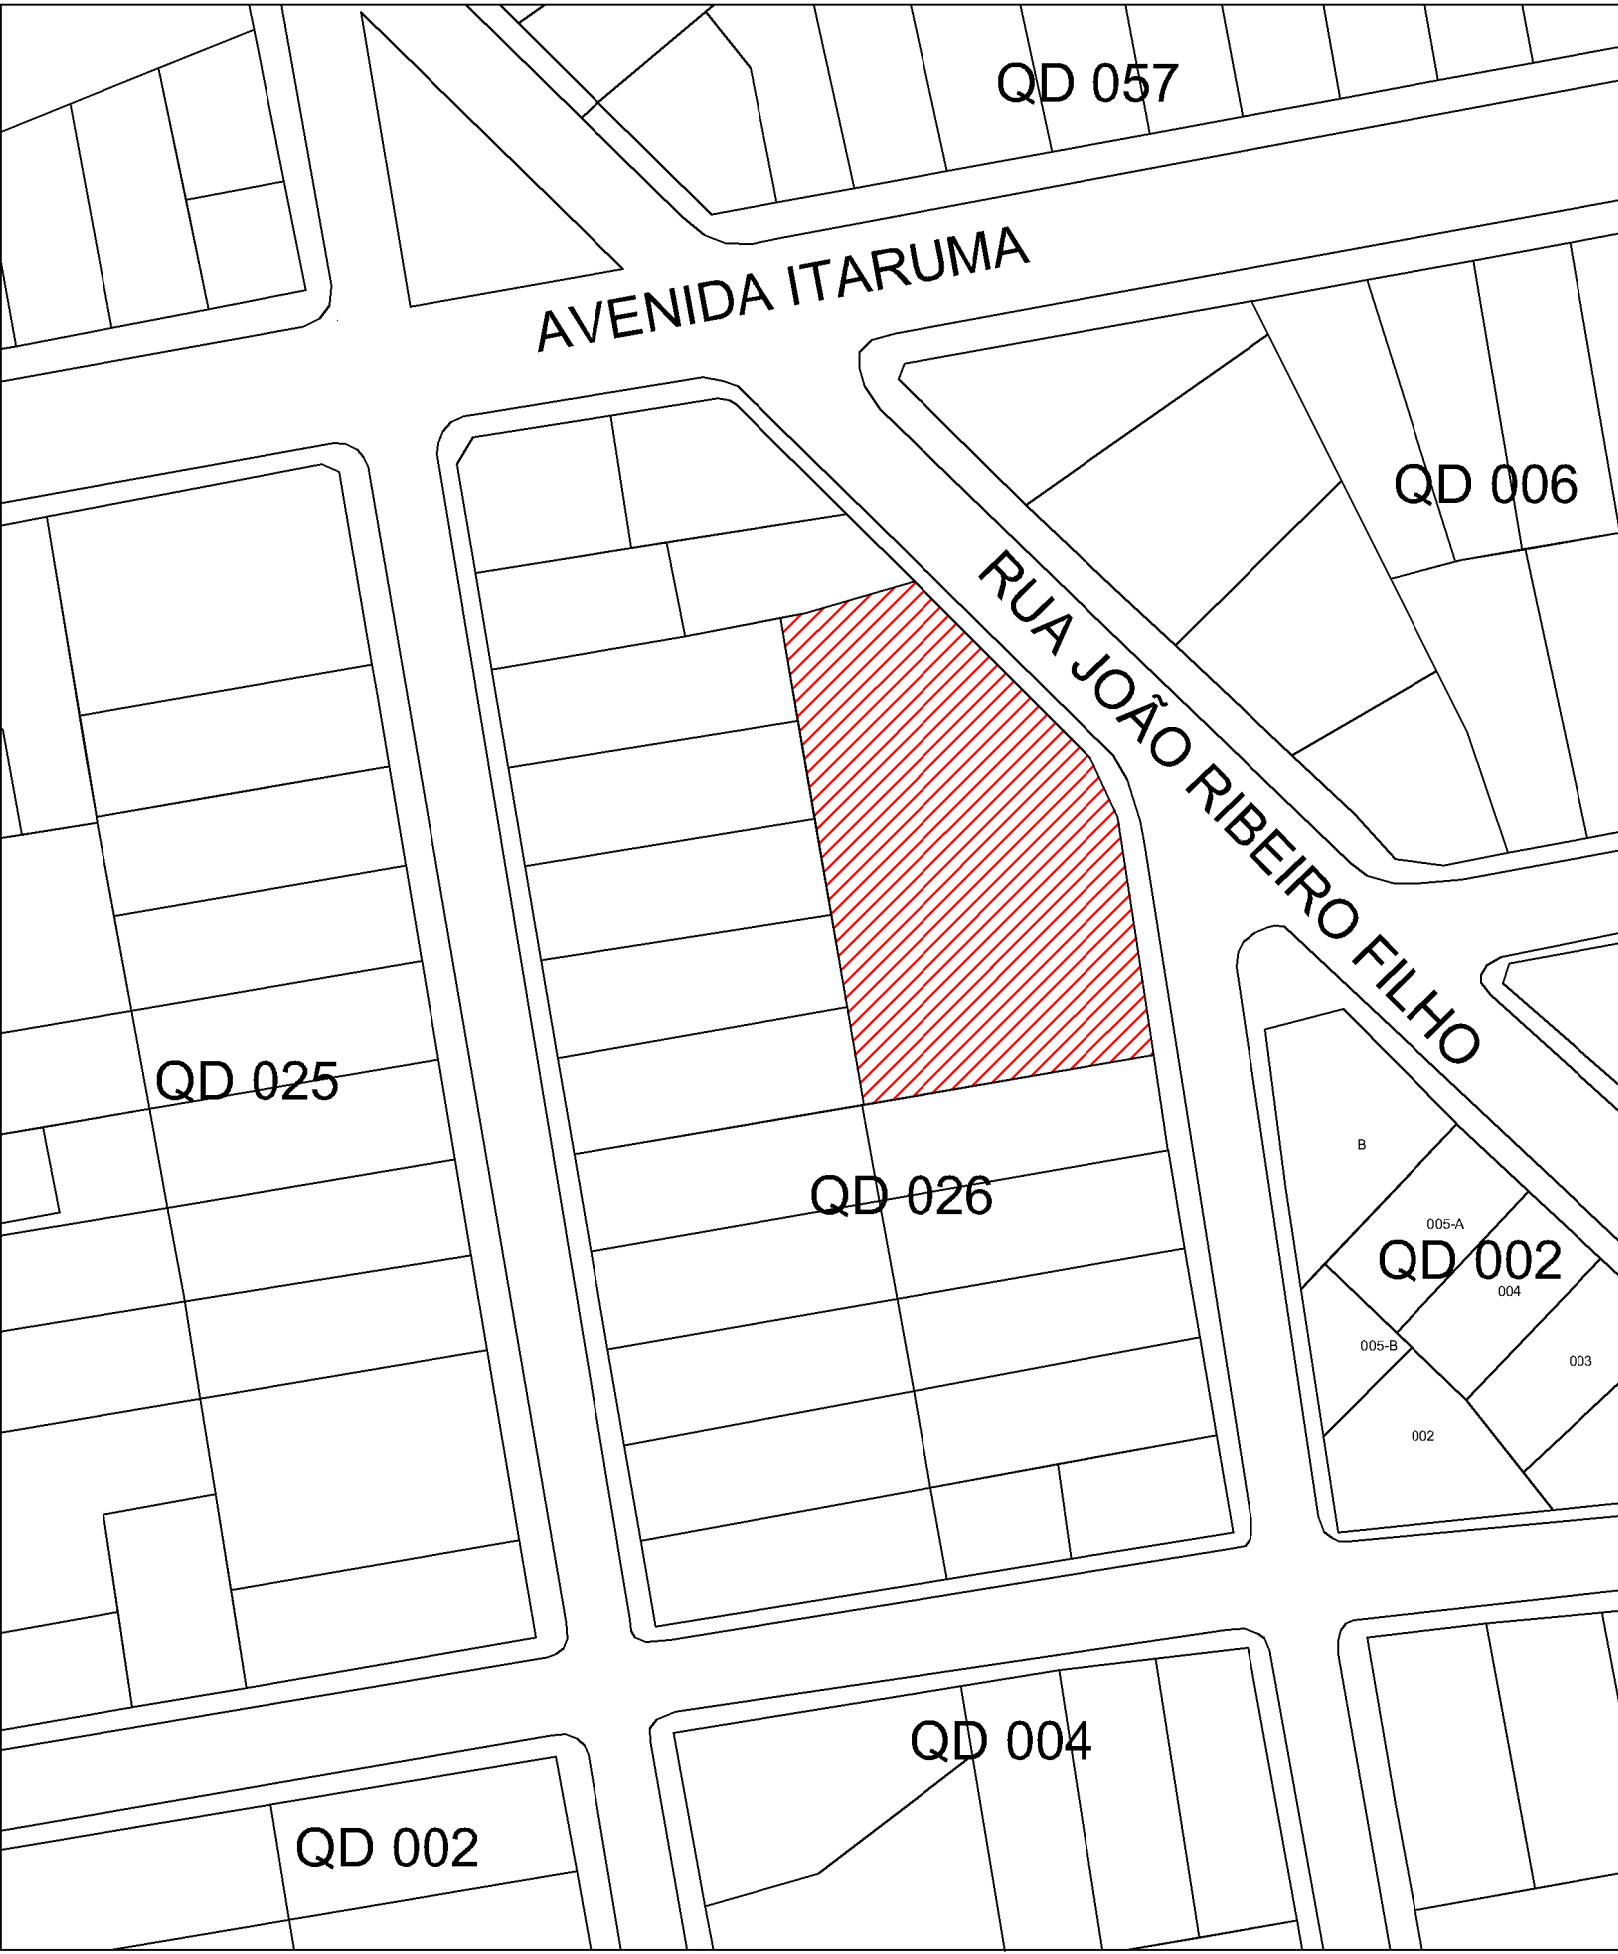 QD 057
AVENIDA ITARUMA
QD 006
RUA JOÃO RIBEIRO FILHO
QD 025
B
QD 026
005-A
QD 002
004
005-B
003
002
QD 004
QD 002